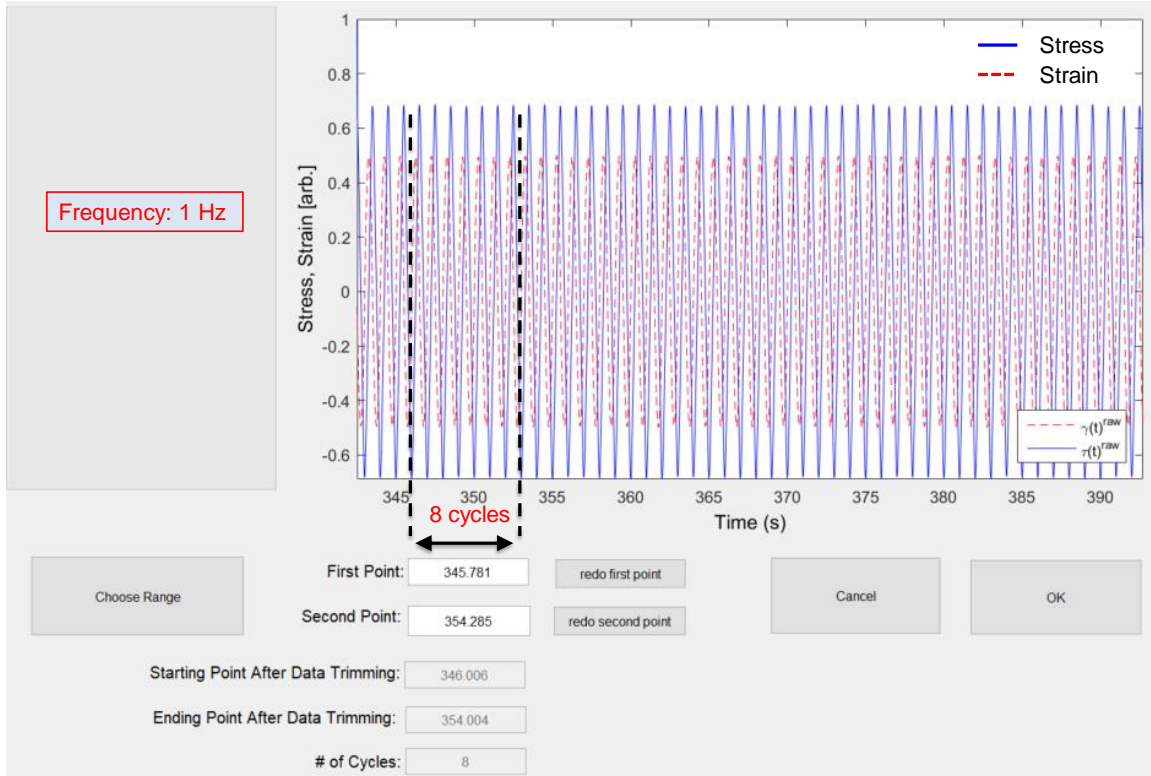 Frequency: 1 Hz
Stress, Strain [arb.]
1
0.8
0.6
0.4
0.2
0
-0.2
-0.4
-0.6
Stress
Strain
γ(t)raw
τ(t)raw
345 350 355 360 365 370 375 380 385 390
Time (s)
8 cycles
Choose Range
First Point: 345.781 redo first point
Second Point: 354.285 redo second point
Cancel
OK
Starting Point After Data Trimming: 346.006
Ending Point After Data Trimming: 354.004
# of Cycles: 8